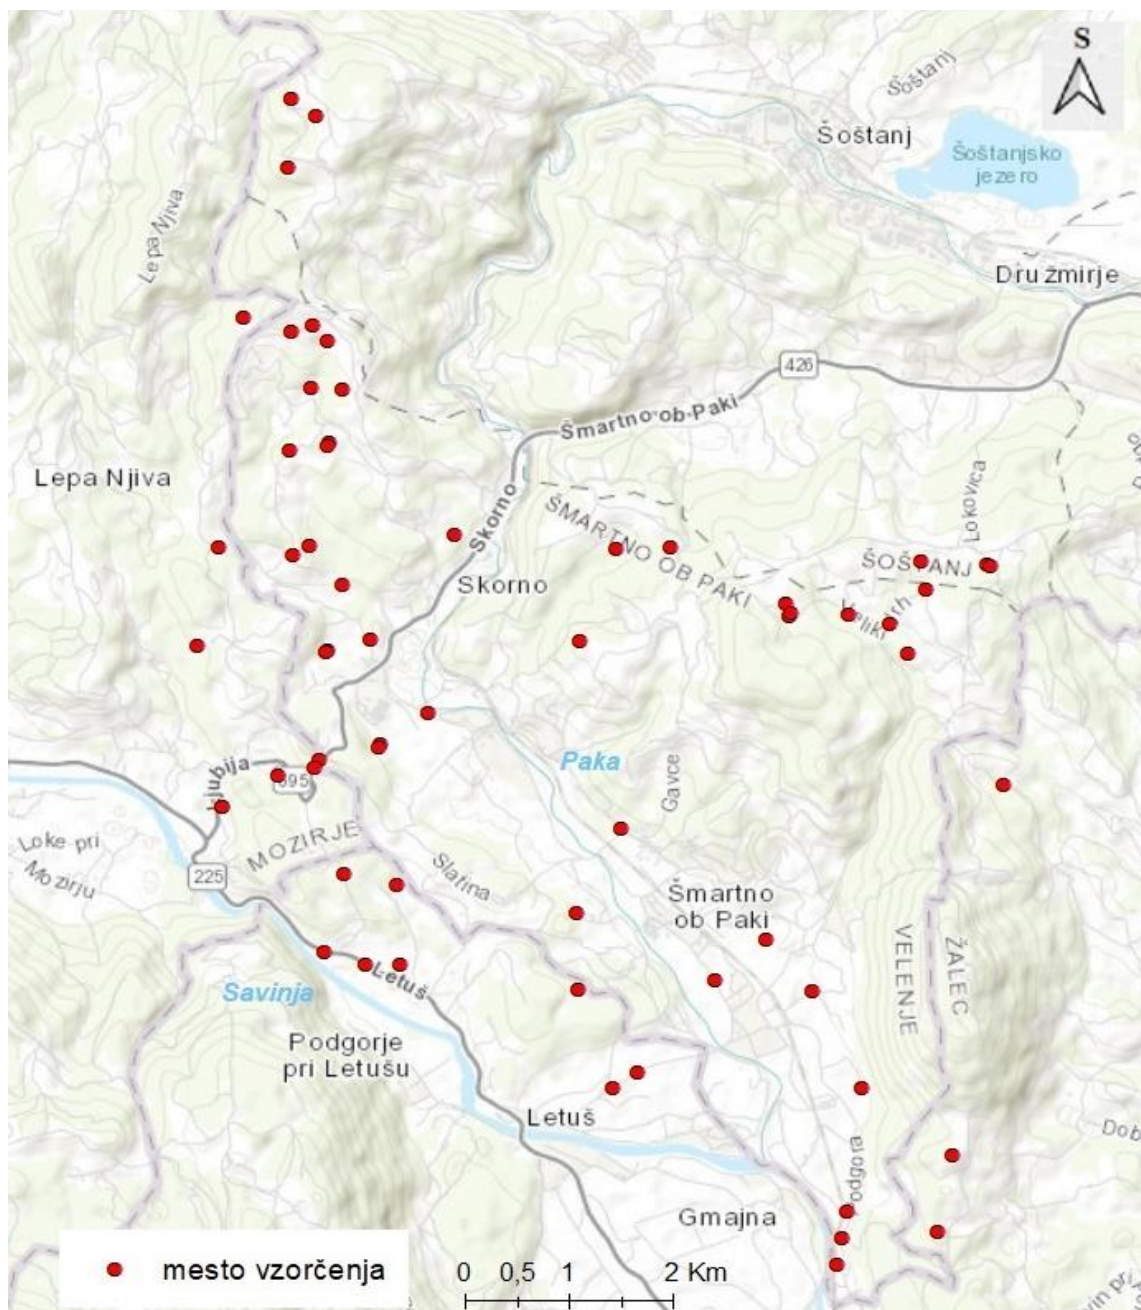 S
Šoštanj
Šoštanj
Šoštanjsko
jezero
Lepa Njiva
Družmirje
426
Šmartno ob Paki
Lepa Njiva
Skorno
ŠMARTNO OB PAKI
Lokovica
ŠOŠTANJ
Skorno
Veliki
Paka
Gavce
Ljubija
Loke pri
Mozirju
225
MOZIRJE
Slatina
Šmartno
ob Paki
VELENJE
ŽALEC
Letuš
Savinja
Podgorje
pri Letušu
Letuš
Dob
Podgora
Gmajna
mesto vzorčenja
0 0,5 1 2 Km